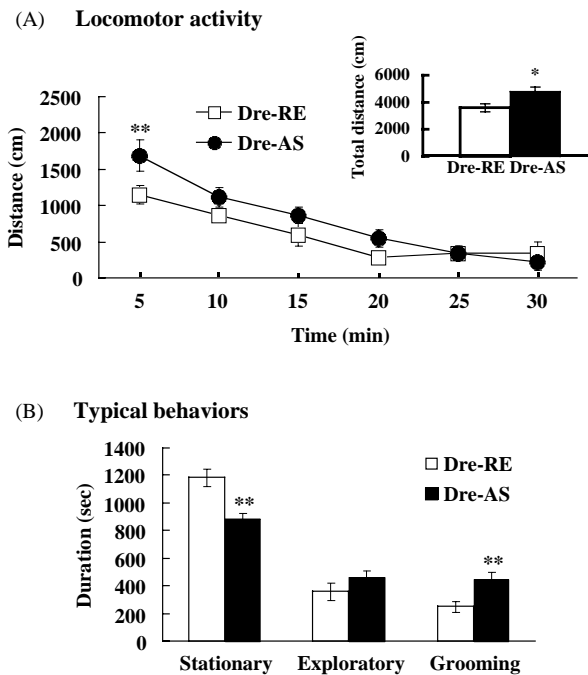 (A) Locomotor activity
Dre-RE
Dre-AS
Distance (cm)
2500
2000
1500
1000
500
0
**
5 10 15 20 25 30
Time (min)
Total distance (cm)
6000
4000
2000
0
*
Dre-RE Dre-AS
(B) Typical behaviors
Dre-RE
Dre-AS
Duration (sec)
1400
1200
1000
800
600
400
200
0
**
**
Stationary Exploratory Grooming